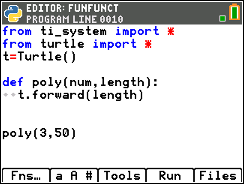 EDITOR: FUNFUNCT
PROGRAM LINE 0010
from ti_system import *
from turtle import *
t=Turtle()
def poly(num,length):
  t.forward(length)
poly(3,50)
Fns… a A # Tools Run Files